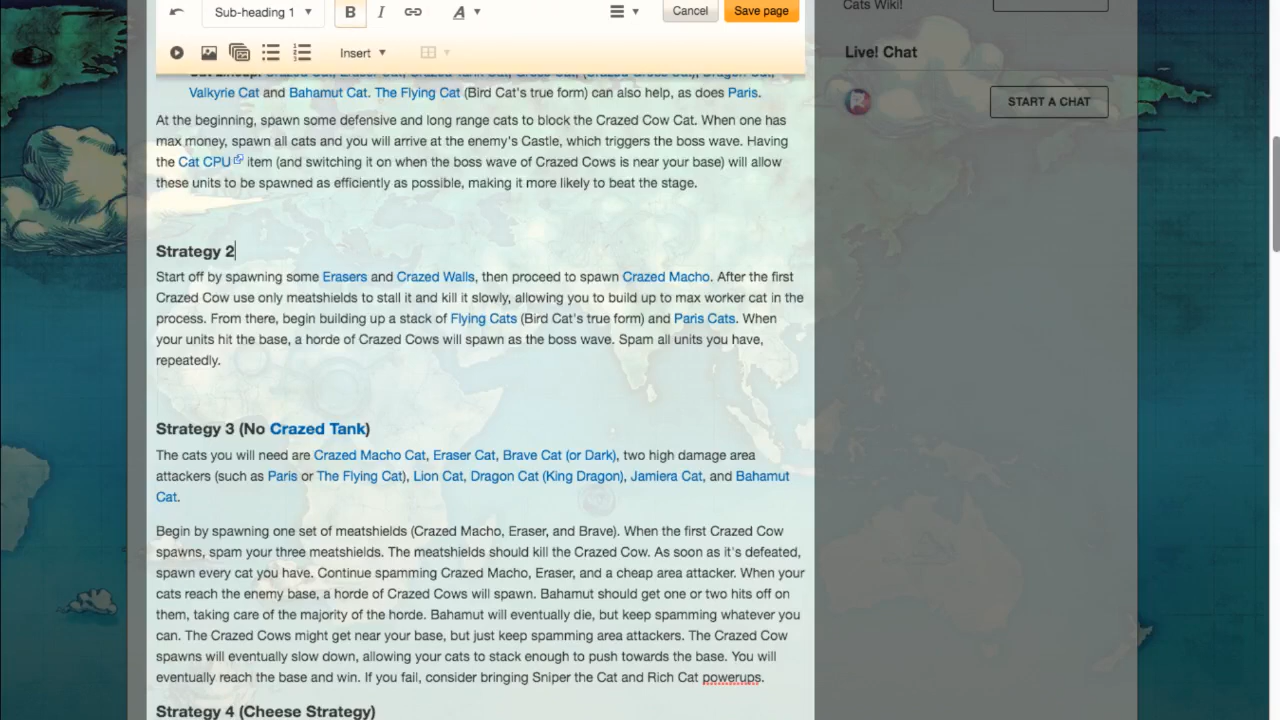 Sub-heading 1
B
I
A
Cancel
Save page
Insert
Cats Wiki!
Live! Chat
START A CHAT
Cat Lineup: Crazed Cat, Eraser Cat, Crazed Tank Cat, Gross Cat, (Crazed Gross Cat), Dragon Cat,
Valkyrie Cat and Bahamut Cat. The Flying Cat (Bird Cat's true form) can also help, as does Paris.
At the beginning, spawn some defensive and long range cats to block the Crazed Cow Cat. When one has
max money, spawn all cats and you will arrive at the enemy's Castle, which triggers the boss wave. Having
the Cat CPU item (and switching it on when the boss wave of Crazed Cows is near your base) will allow
these units to be spawned as efficiently as possible, making it more likely to beat the stage.
Strategy 2
Start off by spawning some Erasers and Crazed Walls, then proceed to spawn Crazed Macho. After the first
Crazed Cow use only meatshields to stall it and kill it slowly, allowing you to build up to max worker cat in the
process. From there, begin building up a stack of Flying Cats (Bird Cat's true form) and Paris Cats. When
your units hit the base, a horde of Crazed Cows will spawn as the boss wave. Spam all units you have,
repeatedly.
Strategy 3 (No Crazed Tank)
The cats you will need are Crazed Macho Cat, Eraser Cat, Brave Cat (or Dark), two high damage area
attackers (such as Paris or The Flying Cat), Lion Cat, Dragon Cat (King Dragon), Jamiera Cat, and Bahamut
Cat.
Begin by spawning one set of meatshields (Crazed Macho, Eraser, and Brave). When the first Crazed Cow
spawns, spam your three meatshields. The meatshields should kill the Crazed Cow. As soon as it's defeated,
spawn every cat you have. Continue spamming Crazed Macho, Eraser, and a cheap area attacker. When your
cats reach the enemy base, a horde of Crazed Cows will spawn. Bahamut should get one or two hits off on
them, taking care of the majority of the horde. Bahamut will eventually die, but keep spamming whatever you
can. The Crazed Cows might get near your base, but just keep spamming area attackers. The Crazed Cow
spawns will eventually slow down, allowing your cats to stack enough to push towards the base. You will
eventually reach the base and win. If you fail, consider bringing Sniper the Cat and Rich Cat powerups.
Strategy 4 (Cheese Strategy)